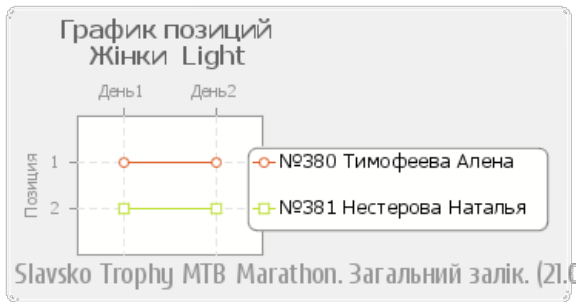 График позиций
Жінки Light
День1 День2
Позиция
1
№380 Тимофеева Алена
2
№381 Нестерова Наталья
Slavsko Trophy MTB Marathon. Загальний залік. (21.0